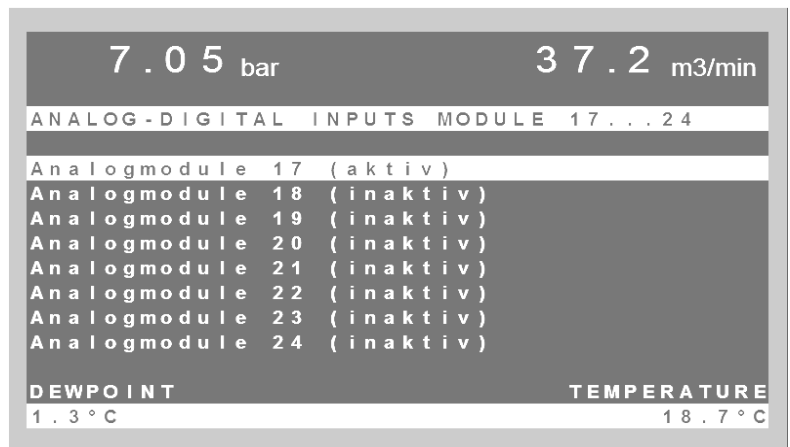 7.05 bar 37.2 m3/min
ANALOG-DIGITAL INPUTS MODULE 17...24
Analogmodule 17 (aktiv)
Analogmodule 18 (inaktiv)
Analogmodule 19 (inaktiv)
Analogmodule 20 (inaktiv)
Analogmodule 21 (inaktiv)
Analogmodule 22 (inaktiv)
Analogmodule 23 (inaktiv)
Analogmodule 24 (inaktiv)
DEWPOINT TEMPERATURE
1.3°C 18.7°C